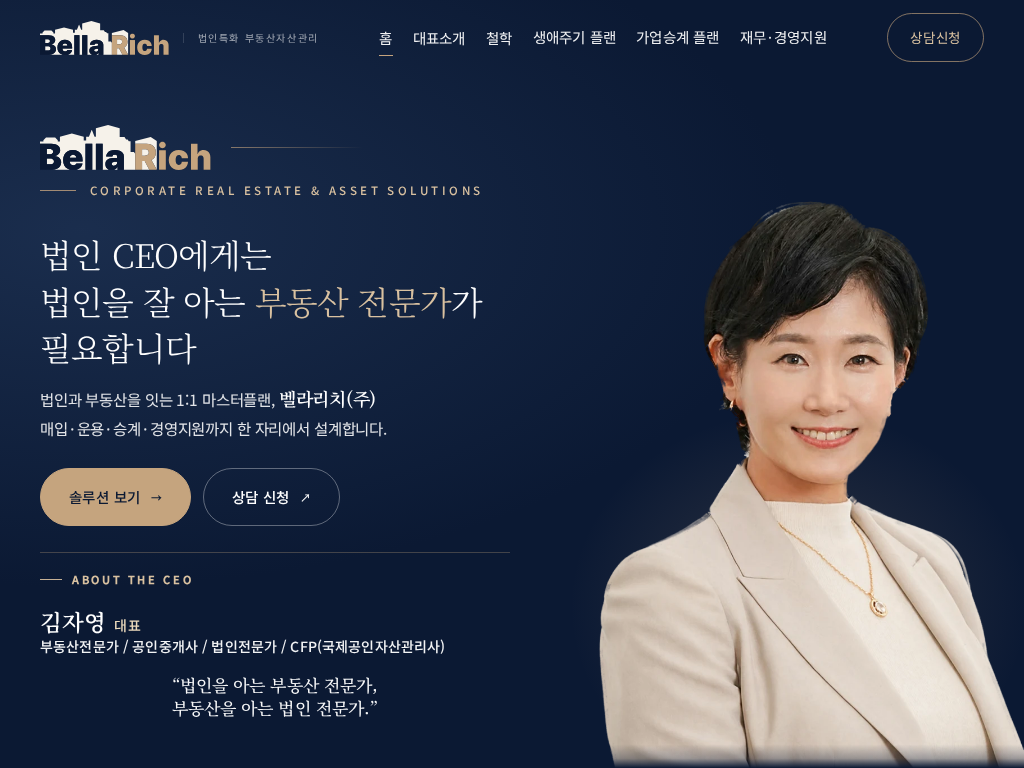 Bella Rich
법인특화 부동산자산관리
홈
대표소개
철학
생애주기 플랜
가업승계 플랜
재무·경영지원
상담신청
Bella Rich
CORPORATE REAL ESTATE & ASSET SOLUTIONS
법인 CEO에게는
법인을 잘 아는 부동산 전문가가
필요합니다
법인과 부동산을 잇는 1:1 마스터플랜, 벨라리치(주)
매입·운용·승계·경영지원까지 한 자리에서 설계합니다.
솔루션 보기 →
상담 신청 ↗
ABOUT THE CEO
김자영 대표
부동산전문가 / 공인중개사 / 법인전문가 / CFP(국제공인자산관리사)
“법인을 아는 부동산 전문가,
부동산을 아는 법인 전문가.”